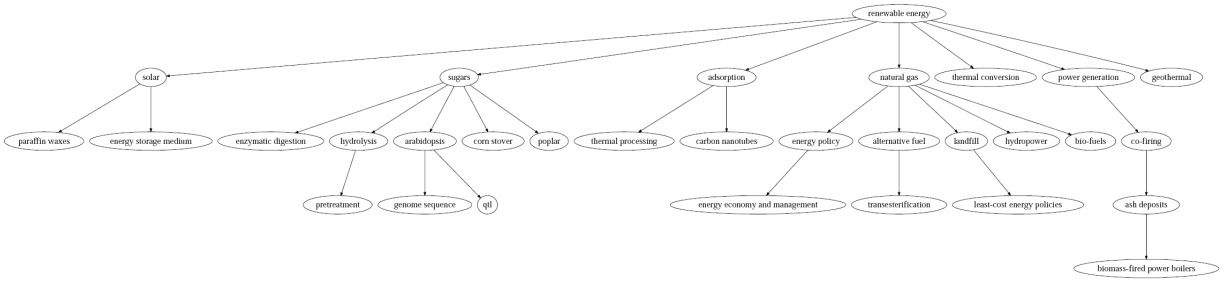 renewable energy
solar
sugars
adsorption
natural gas
thermal conversion
power generation
geothermal
paraffin waxes
energy storage medium
enzymatic digestion
hydrolysis
arabidopsis
corn stover
poplar
thermal processing
carbon nanotubes
energy policy
alternative fuel
landfill
hydropower
bio-fuels
co-firing
pretreatment
genome sequence
qtl
energy economy and management
transesterification
least-cost energy policies
ash deposits
biomass-fired power boilers